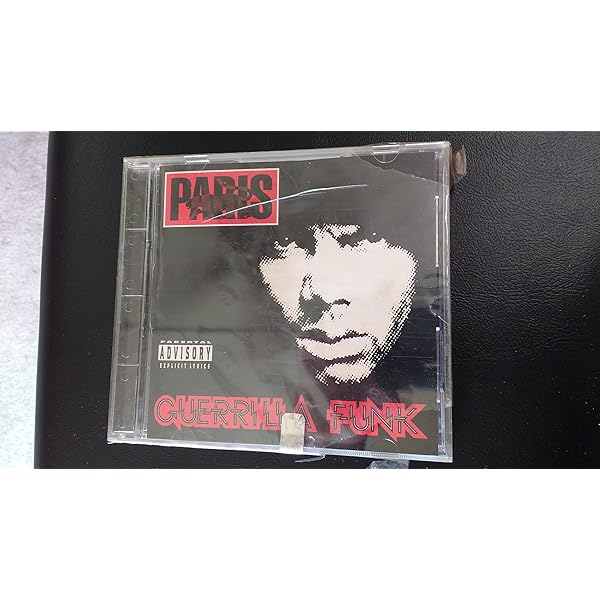 PARIS
PARENTAL
ADVISORY
EXPLICIT LYRICS
GUERRILLA FUNK